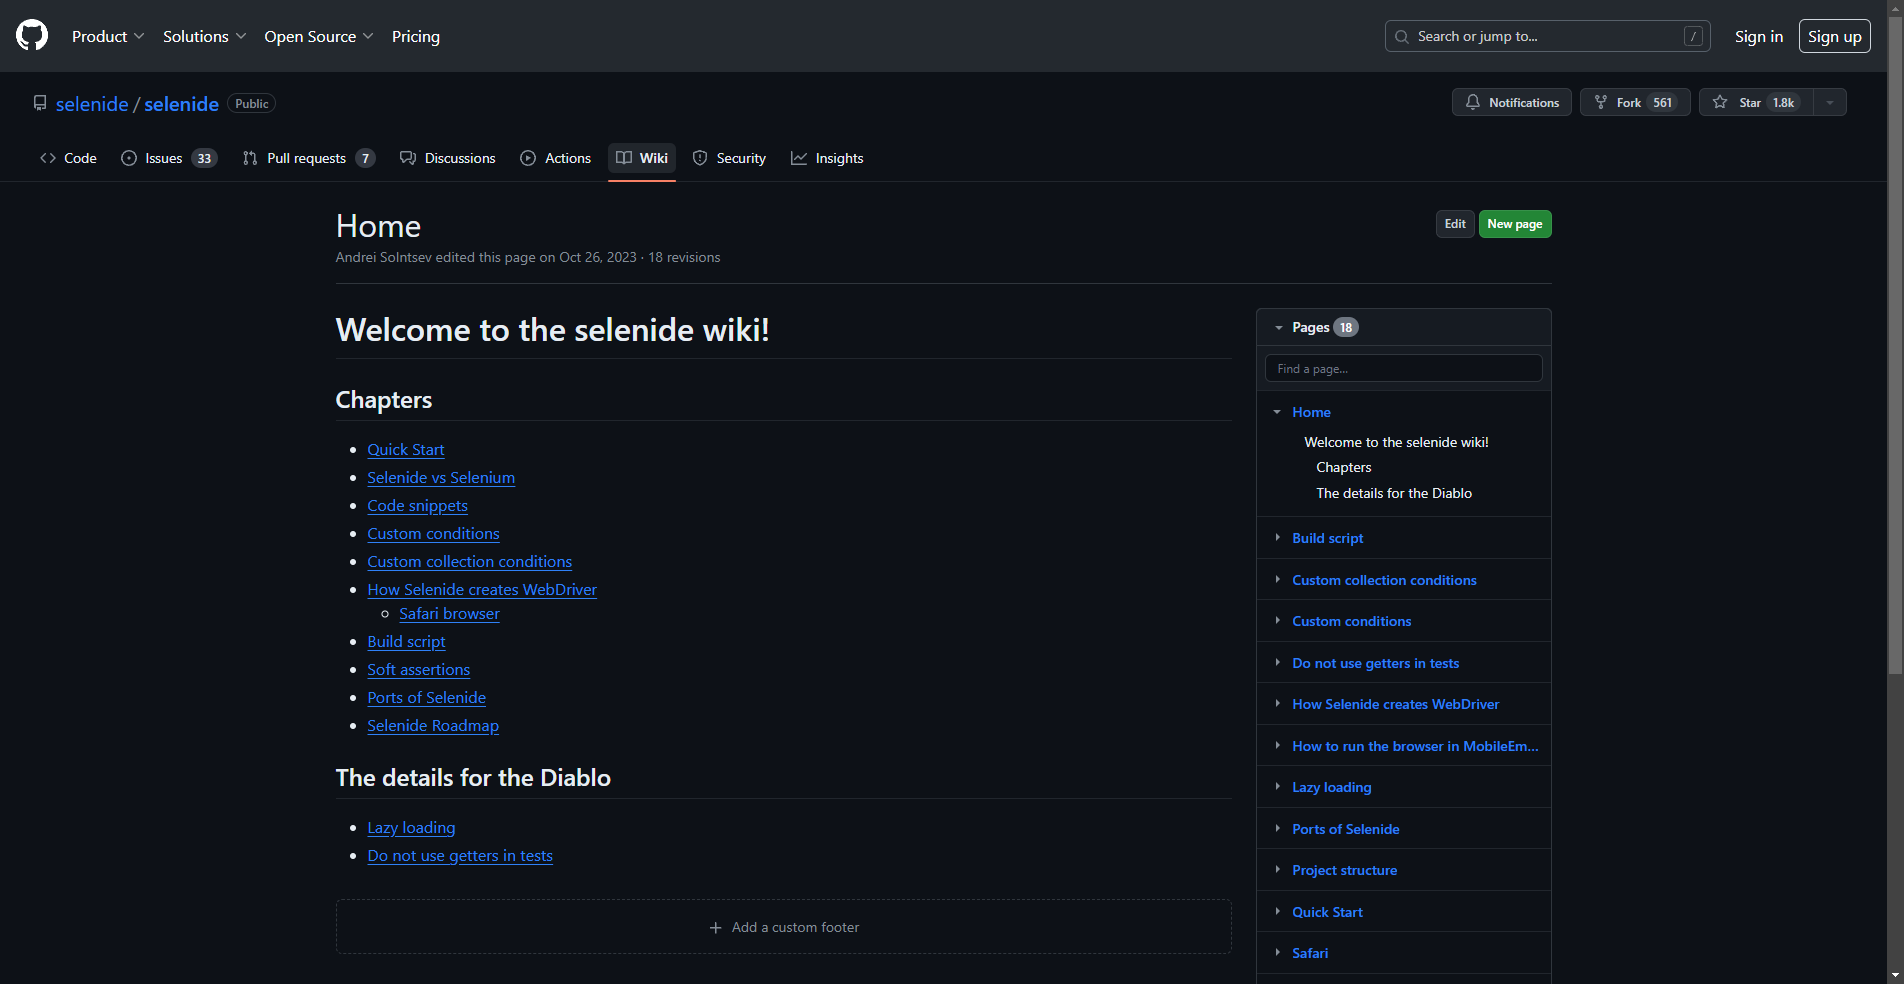 Product Solutions Open Source Pricing Search or jump to... / Sign in Sign up
selenide / selenide Public Notifications Fork 561 Star 1.8k
Code Issues 33 Pull requests 7 Discussions Actions Wiki Security Insights
Home
Edit New page
Andrei Solntsev edited this page on Oct 26, 2023 · 18 revisions
Welcome to the selenide wiki!
Chapters
Quick Start
Selenide vs Selenium
Code snippets
Custom conditions
Custom collection conditions
How Selenide creates WebDriver
Safari browser
Build script
Soft assertions
Ports of Selenide
Selenide Roadmap
The details for the Diablo
Lazy loading
Do not use getters in tests
Add a custom footer
Pages 18
Find a page...
Home
Welcome to the selenide wiki!
Chapters
The details for the Diablo
Build script
Custom collection conditions
Custom conditions
Do not use getters in tests
How Selenide creates WebDriver
How to run the browser in MobileEm...
Lazy loading
Ports of Selenide
Project structure
Quick Start
Safari